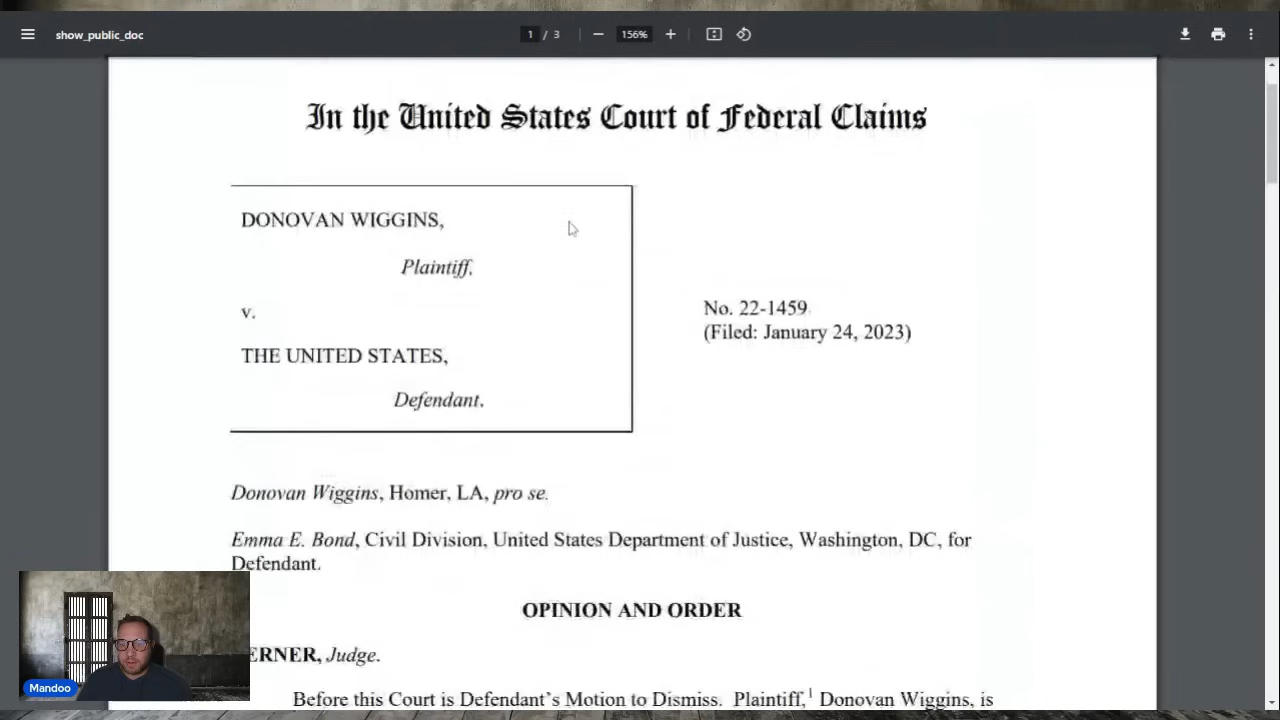 show_public_doc
1 / 3
156%
In the United States Court of Federal Claims
DONOVAN WIGGINS,
Plaintiff,
v.
THE UNITED STATES,
Defendant.
No. 22-1459
(Filed: January 24, 2023)
Donovan Wiggins, Homer, LA, pro se.
Emma E. Bond, Civil Division, United States Department of Justice, Washington, DC, for
Defendant.
OPINION AND ORDER
ERNER, Judge.
Before this Court is Defendant's Motion to Dismiss. Plaintiff,1 Donovan Wiggins, is
Mandoo